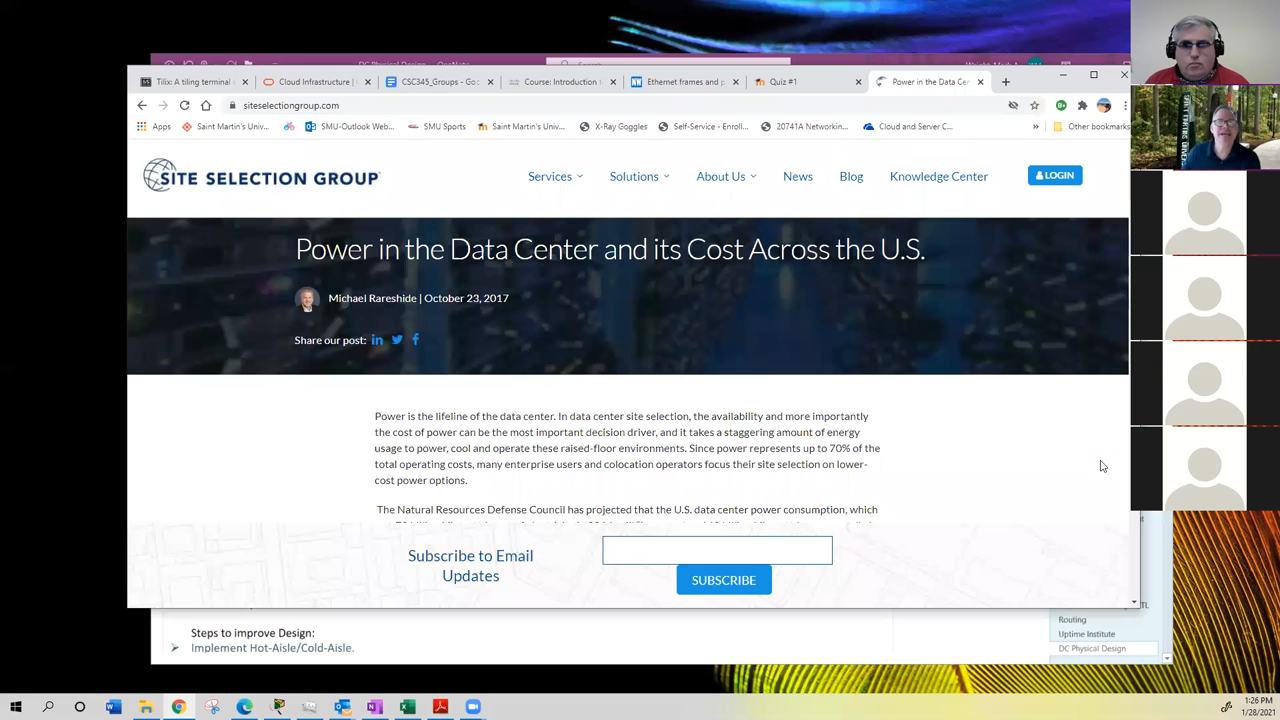 DC Physical Design - OneNote
Search
Tilix: A tiling terminal
Cloud Infrastructure |
CSC345_Groups - Go
Course: Introduction t
Ethernet frames and p
Quiz #1
Power in the Data Cen
siteselectiongroup.com
Apps
Saint Martin's Univ...
SMU-Outlook Web...
SMU Sports
Saint Martin's Univ...
X-Ray Goggles
Self-Service - Enroll...
20741A Networkin...
Cloud and Server C...
»
Other bookmarks
SITE SELECTION GROUP
Services
Solutions
About Us
News
Blog
Knowledge Center
LOGIN
Power in the Data Center and its Cost Across the U.S.
Michael Rareshide | October 23, 2017
Share our post:
Power is the lifeline of the data center. In data center site selection, the availability and more importantly
the cost of power can be the most important decision driver, and it takes a staggering amount of energy
usage to power, cool and operate these raised-floor environments. Since power represents up to 70% of the
total operating costs, many enterprise users and colocation operators focus their site selection on lower-
cost power options.
The Natural Resources Defense Council has projected that the U.S. data center power consumption, which
Subscribe to Email
Updates
SUBSCRIBE
Steps to improve Design:
Implement Hot-Aisle/Cold-Aisle.
Routing
Uptime Institute
DC Physical Design
1:26 PM
1/28/2021